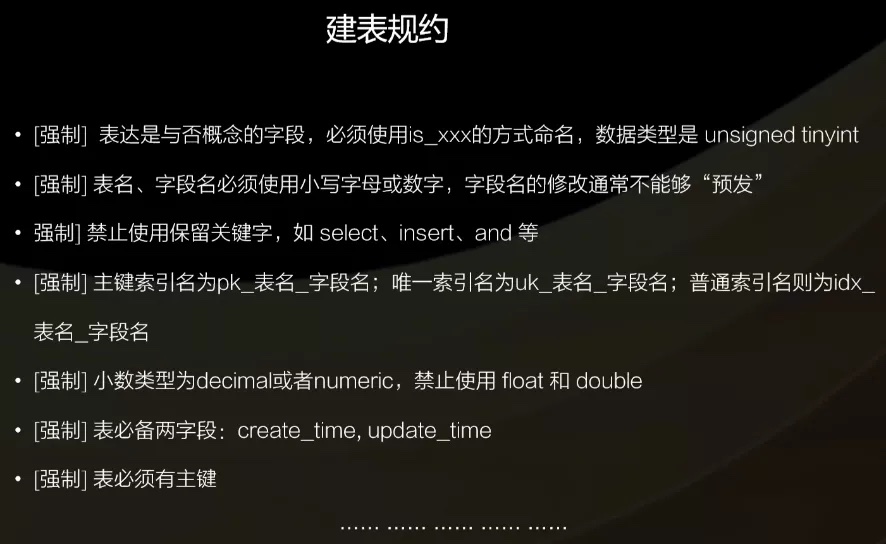 建表规约
• [强制] 表达是与否概念的字段，必须使用is_xxx的方式命名，数据类型是 unsigned tinyint
• [强制] 表名、字段名必须使用小写字母或数字，字段名的修改通常不能够“预发”
• 强制] 禁止使用保留关键字，如 select、insert、and 等
• [强制] 主键索引名为pk_表名_字段名；唯一索引名为uk_表名_字段名；普通索引名则为idx_
表名_字段名
• [强制] 小数类型为decimal或者numeric，禁止使用 float 和 double
• [强制] 表必备两字段：create_time, update_time
• [强制] 表必须有主键
…… …… …… …… ……